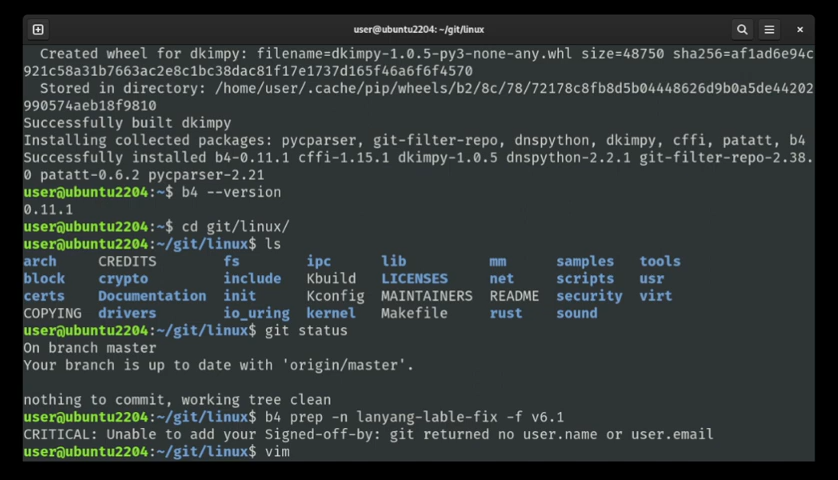 user@ubuntu2204: ~/git/linux
Created wheel for dkimpy: filename=dkimpy-1.0.5-py3-none-any.whl size=48750 sha256=af1ad6e94c
921c58a31b7663ac2e8c1bc38dac81f17e1737d165f46a6f6f4570
Stored in directory: /home/user/.cache/pip/wheels/b2/8c/78/72178c8fb8d5b04448626d9b0a5de44202
990574aeb18f9810
Successfully built dkimpy
Installing collected packages: pycparser, git-filter-repo, dnspython, dkimpy, cffi, patatt, b4
Successfully installed b4-0.11.1 cffi-1.15.1 dkimpy-1.0.5 dnspython-2.2.1 git-filter-repo-2.38.
0 patatt-0.6.2 pycparser-2.21
user@ubuntu2204:~$ b4 --version
0.11.1
user@ubuntu2204:~$ cd git/linux/
user@ubuntu2204:~/git/linux$ ls
arch CREDITS fs ipc lib mm samples tools
block crypto include Kbuild LICENSES net scripts usr
certs Documentation init Kconfig MAINTAINERS README security virt
COPYING drivers io_uring kernel Makefile rust sound
user@ubuntu2204:~/git/linux$ git status
On branch master
Your branch is up to date with 'origin/master'.
nothing to commit, working tree clean
user@ubuntu2204:~/git/linux$ b4 prep -n lanyang-lable-fix -f v6.1
CRITICAL: Unable to add your Signed-off-by: git returned no user.name or user.email
user@ubuntu2204:~/git/linux$ vim